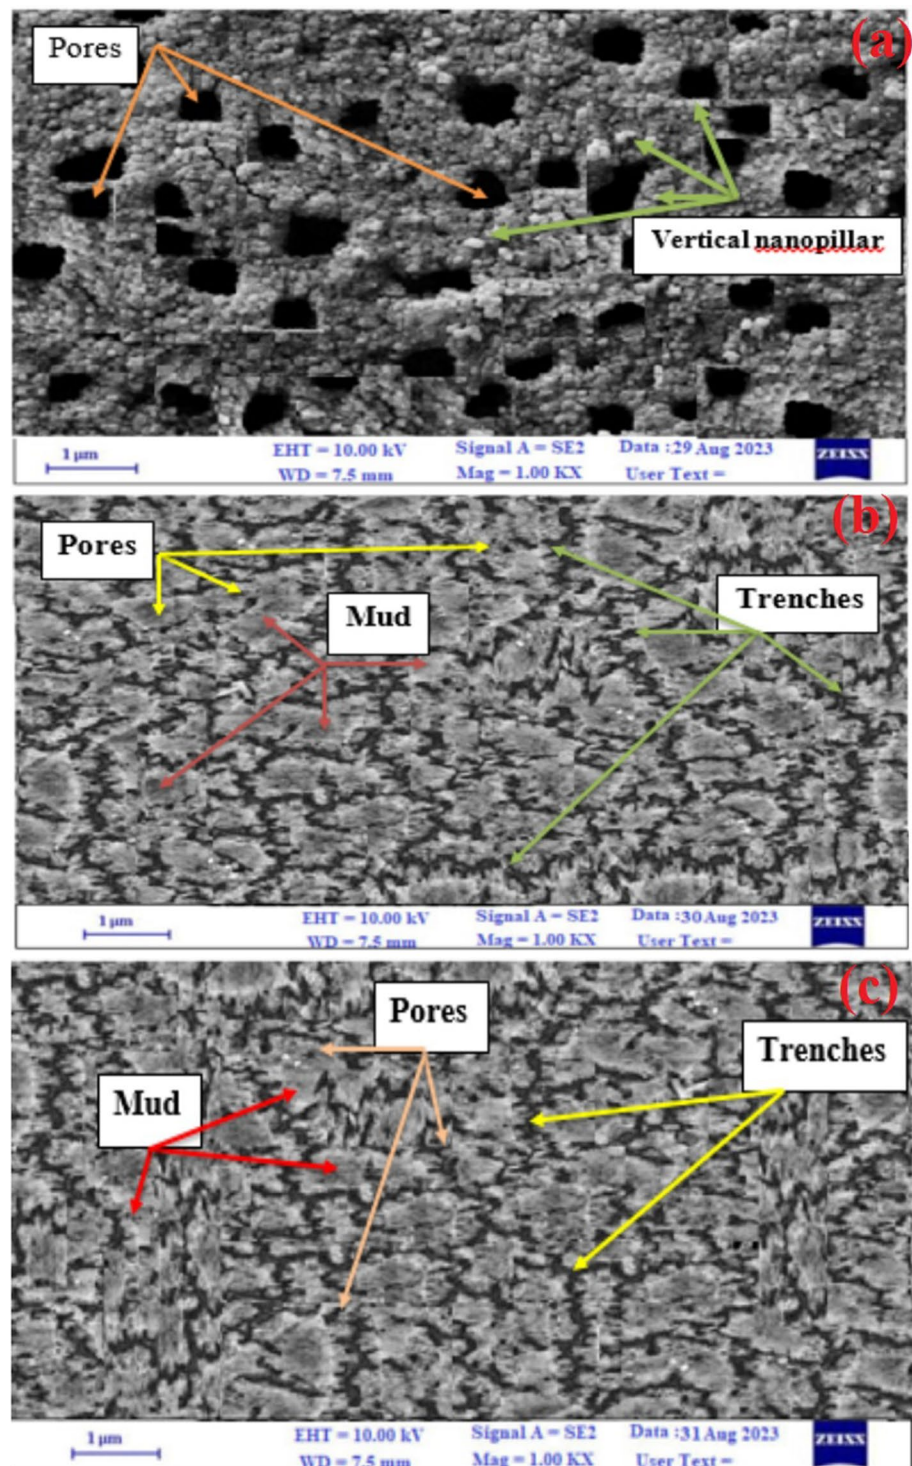 (a)
Pores
Vertical nanopillar
1 µm
EHT = 10.00 kV
Signal A = SE2
Data :29 Aug 2023
ZEISS
WD = 7.5 mm
Mag = 1.00 KX
User Text =
(b)
Pores
Mud
Trenches
1 µm
EHT = 10.00 kV
Signal A = SE2
Data :30 Aug 2023
ZEISS
WD = 7.5 mm
Mag = 1.00 KX
User Text =
(c)
Pores
Trenches
Mud
1 µm
EHT = 10.00 kV
Signal A = SE2
Data :31 Aug 2023
ZEISS
WD = 7.5 mm
Mag = 1.00 KX
User Text =